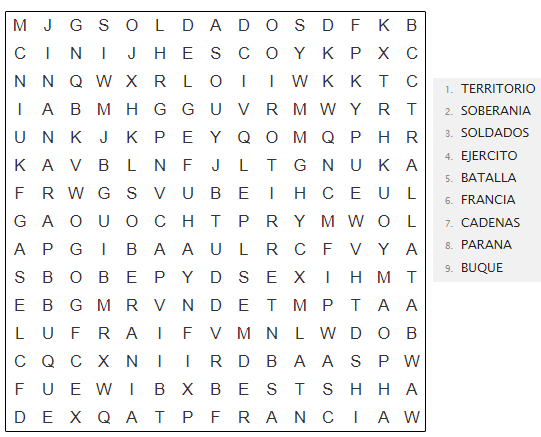 M J G S O L D A D O S D F K B
C I N I J H E S C O Y K P X C
N N Q W X R L O I I W K K T C
I A B M H G G U V R M W Y R T
U N K J K P E Y Q O M Q P H R
K A V B L N F J L T G N U K A
F R W G S V U B E I H C E U L
G A O U O C H T P R Y M W O L
A P G I B A A U L R C F V Y A
S B O B E P Y D S E X I H M T
E B G M R V N D E T M P T A A
L U F R A I F V M N L W D O B
C Q C X N I I R D B A A S P W
F U E W I B X B E S T S H H A
D E X Q A T P F R A N C I A W
1. TERRITORIO
2. SOBERANIA
3. SOLDADOS
4. EJERCITO
5. BATALLA
6. FRANCIA
7. CADENAS
8. PARANA
9. BUQUE